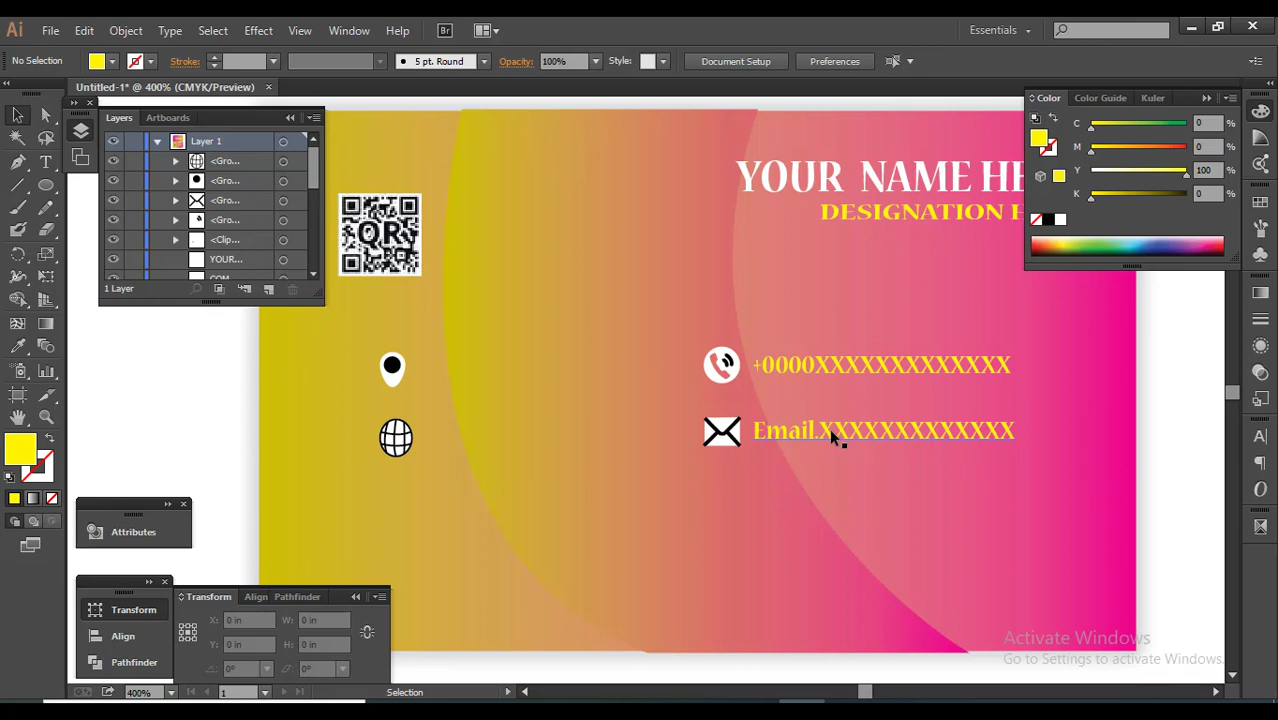 Ai File Edit Object Type Select Effect View Window Help Br Essentials
No Selection Stroke: 5 pt. Round Opacity: 100% Style: Document Setup Preferences
Untitled-1* @ 400% (CMYK/Preview)
Layers Artboards
Layer 1
<Gro...
<Gro...
<Gro...
<Gro...
<Clip...
YOUR...
COM...
1 Layer
Color Color Guide Kuler
C 0 %
M 0 %
Y 100 %
K 0 %
QR
YOUR NAME HE
DESIGNATION H
+0000XXXXXXXXXXXXX
Email.XXXXXXXXXXXXX
Attributes
Transform
Align
Pathfinder
Transform Align Pathfinder
X: 0 in W: 0 in
Y: 0 in H: 0 in
0° 0°
Activate Windows
Go to Settings to activate Windows.
400% 1 Selection